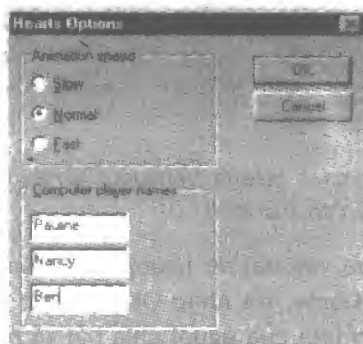 Hearts Options
Animation speed
Slow
Normal
Fast
OK
Cancel
Computer player names
Pauline
Nancy
Ben